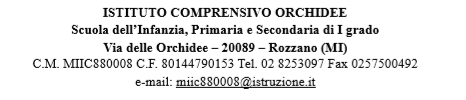 ISTITUTO COMPRENSIVO ORCHIDEE
Scuola dell'Infanzia, Primaria e Secondaria di I grado
Via delle Orchidee – 20089 – Rozzano (MI)
C.M. MIIC880008 C.F. 80144790153 Tel. 02 8253097 Fax 0257500492
e-mail: miic880008@istruzione.it